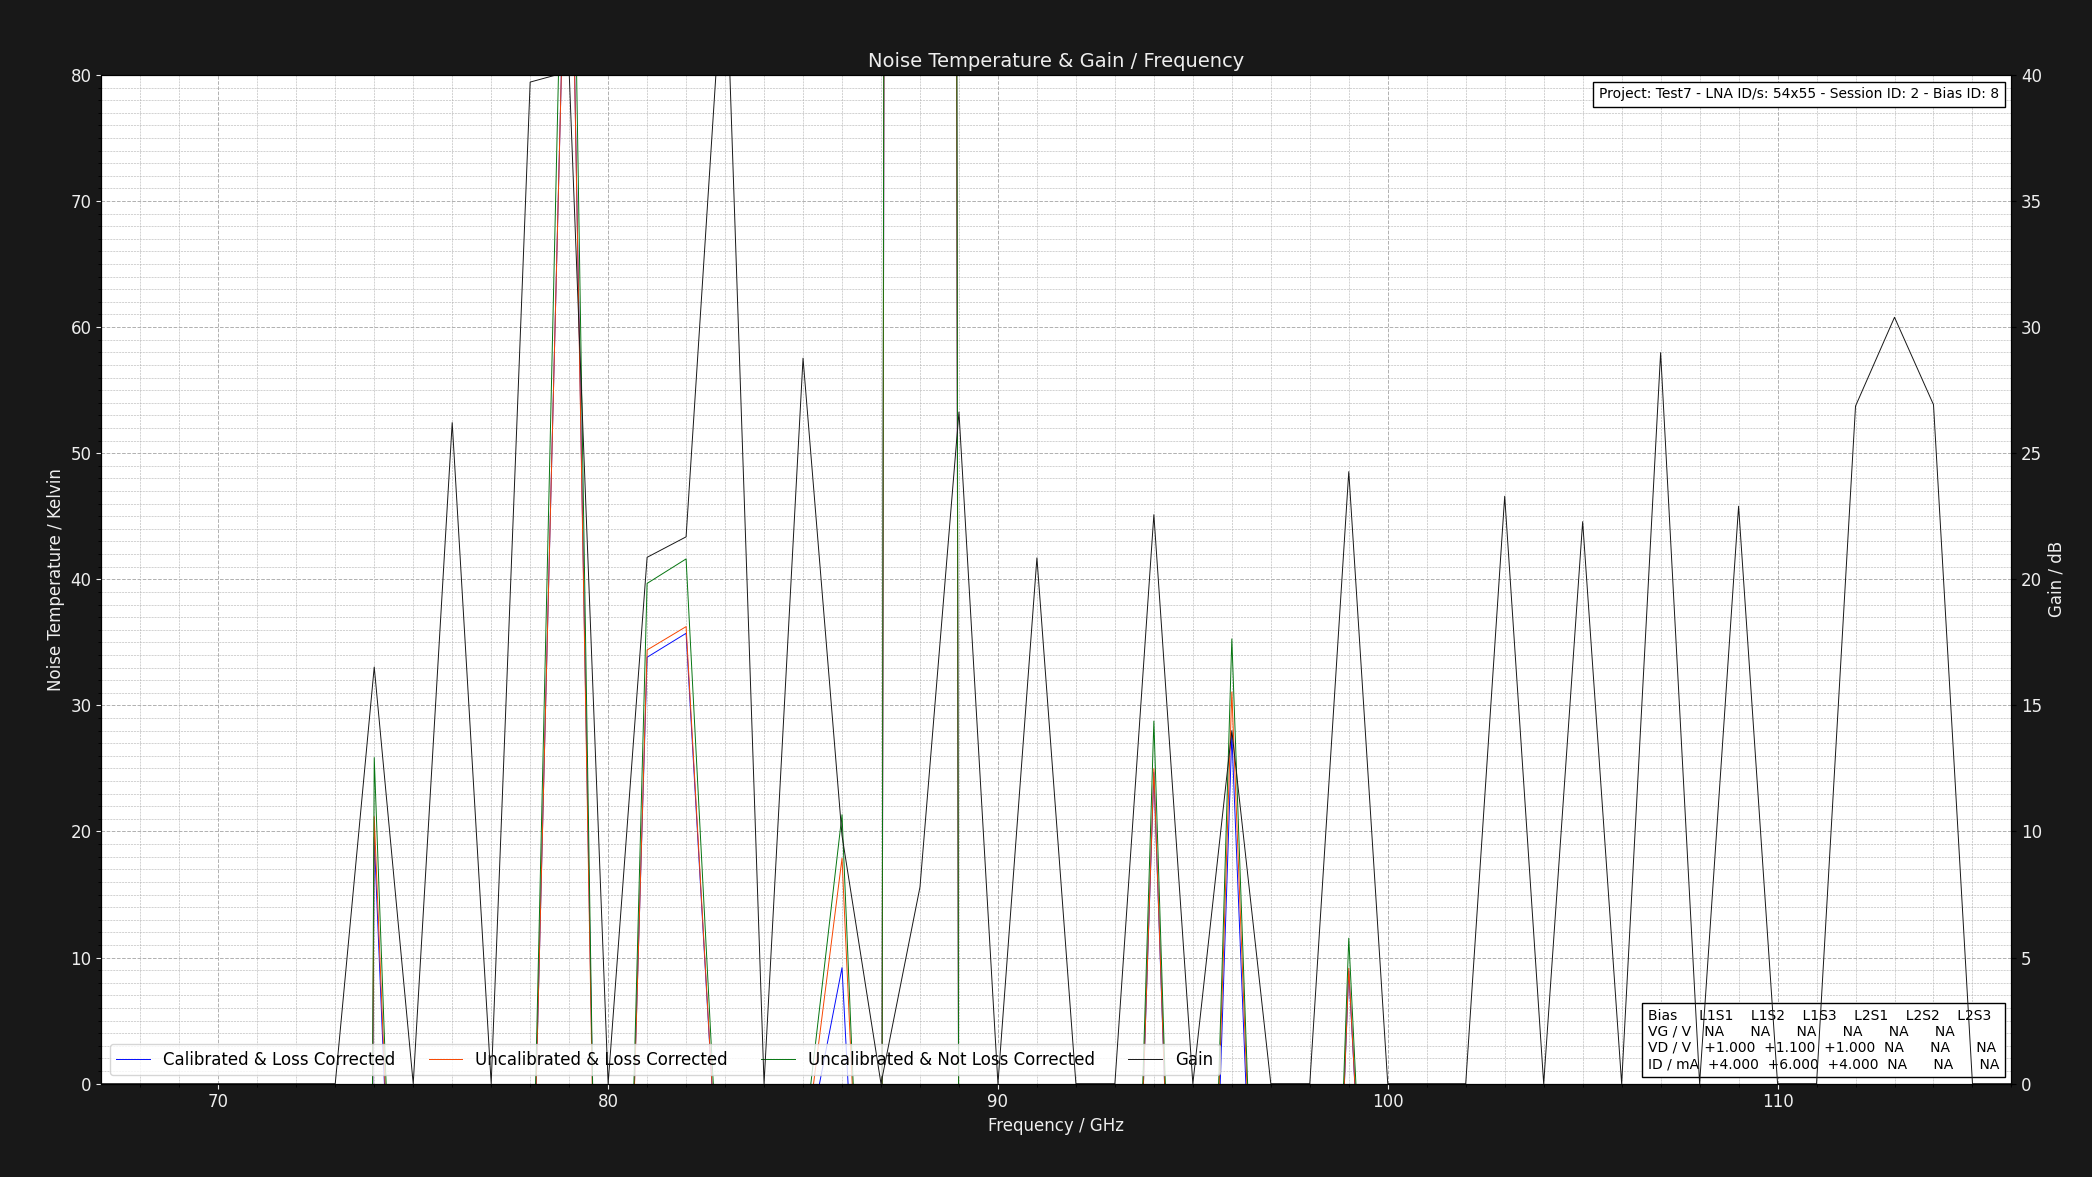 Noise Temperature & Gain / Frequency
Project: Test7 - LNA ID/s: 54x55 - Session ID: 2 - Bias ID: 8
80
70
60
50
40
30
20
10
0
Noise Temperature / Kelvin
40
35
30
25
20
15
10
5
0
Gain / dB
Bias L1S1 L1S2 L1S3 L2S1 L2S2 L2S3
VG / V NA NA NA NA NA NA
VD / V +1.000 +1.100 +1.000 NA NA NA
ID / mA +4.000 +6.000 +4.000 NA NA NA
Calibrated & Loss Corrected Uncalibrated & Loss Corrected Uncalibrated & Not Loss Corrected Gain
70 80 90 100 110
Frequency / GHz